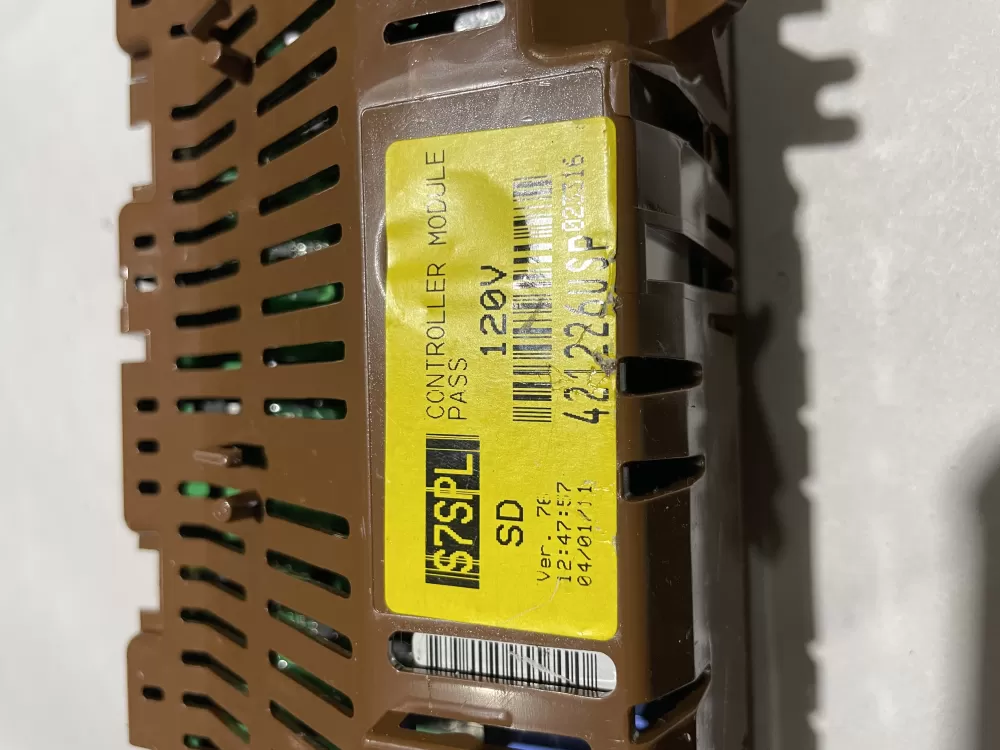 S7SPL
CONTROLLER MODULE
PASS
SD
120V
Ver. 76
12:47:57
04/01/11
421226USP